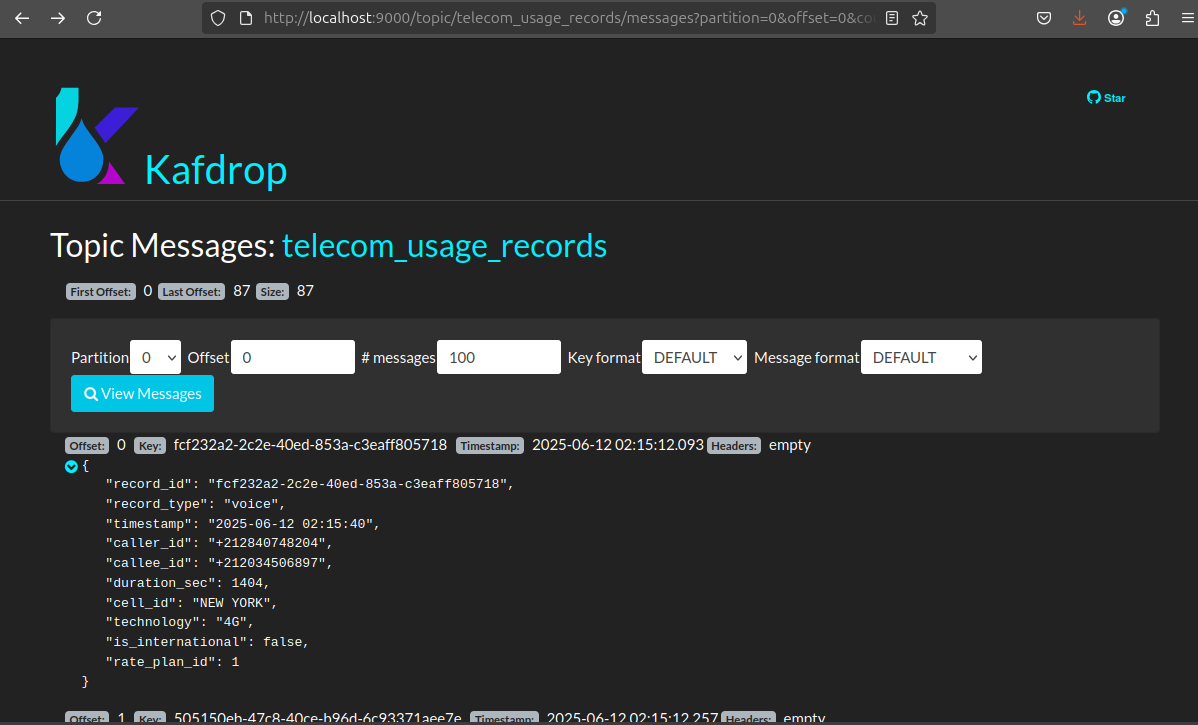 http://localhost:9000/topic/telecom_usage_records/messages?partition=0&offset=0&co
Star
Kafdrop
Topic Messages: telecom_usage_records
First Offset: 0 Last Offset: 87 Size: 87
Partition 0 Offset 0 # messages 100 Key format DEFAULT Message format DEFAULT
View Messages
Offset: 0 Key: fcf232a2-2c2e-40ed-853a-c3eaff805718 Timestamp: 2025-06-12 02:15:12.093 Headers: empty
{
"record_id": "fcf232a2-2c2e-40ed-853a-c3eaff805718",
"record_type": "voice",
"timestamp": "2025-06-12 02:15:40",
"caller_id": "+212840748204",
"callee_id": "+212034506897",
"duration_sec": 1404,
"cell_id": "NEW YORK",
"technology": "4G",
"is_international": false,
"rate_plan_id": 1
}
Offset: 1 Key: 505150eb-47c8-40ce-b96d-6c93371aee7e Timestamp: 2025-06-12 02:15:12.257 Headers: empty